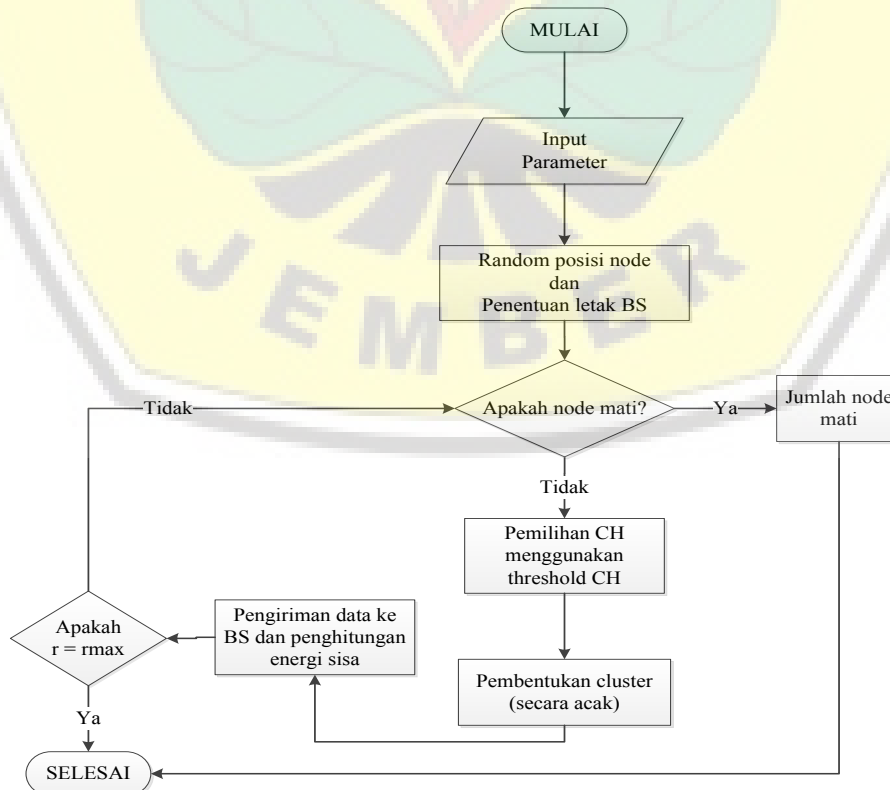 MULAI
Input
Parameter
Random posisi node
dan
Penentuan letak BS
JEMBER
Tidak
Apakah node mati?
Ya
Jumlah node
mati
Tidak
Pemilihan CH
menggunakan
threshold CH
Pengiriman data ke
BS dan penghitungan
energi sisa
Apakah
r = rmax
Pembentukan cluster
(secara acak)
Ya
SELESAI